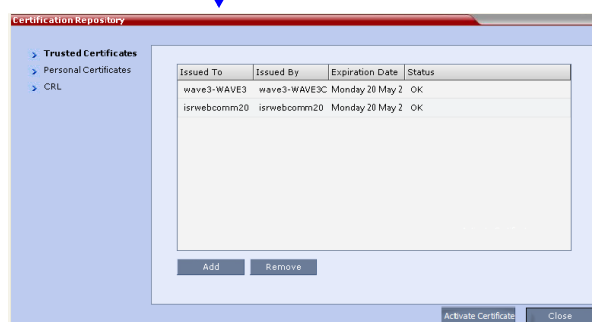 Certification Repository
Trusted Certificates
Personal Certificates
CRL
Issued To Issued By Expiration Date Status
wave3-WAVE3 wave3-WAVE3C Monday 20 May 2 OK
isrwebcomm20 isrwebcomm20 Monday 20 May 2 OK
Add Remove
Activate Certificate Close